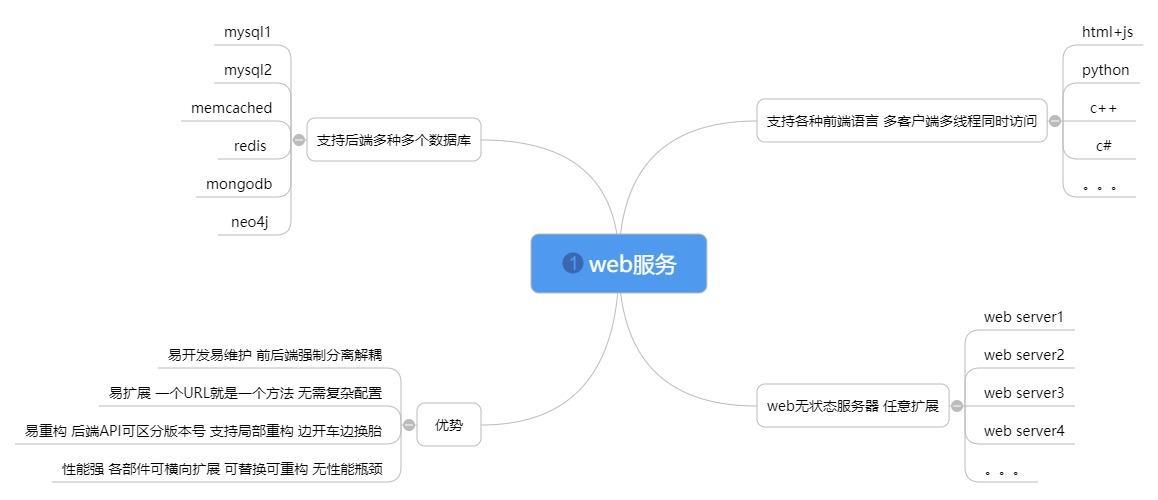 web服务
支持各种前端语言 多客户端多线程同时访问
html+js
python
c++
c#
。。。
web无状态服务器 任意扩展
web server1
web server2
web server3
web server4
。。。
支持后端多种多个数据库
mysql1
mysql2
memcached
redis
mongodb
neo4j
优势
易开发易维护 前后端强制分离解耦
易扩展 一个URL就是一个方法 无需复杂配置
易重构 后端API可区分版本号 支持局部重构 边开车边换胎
性能强 各部件可横向扩展 可替换可重构 无性能瓶颈